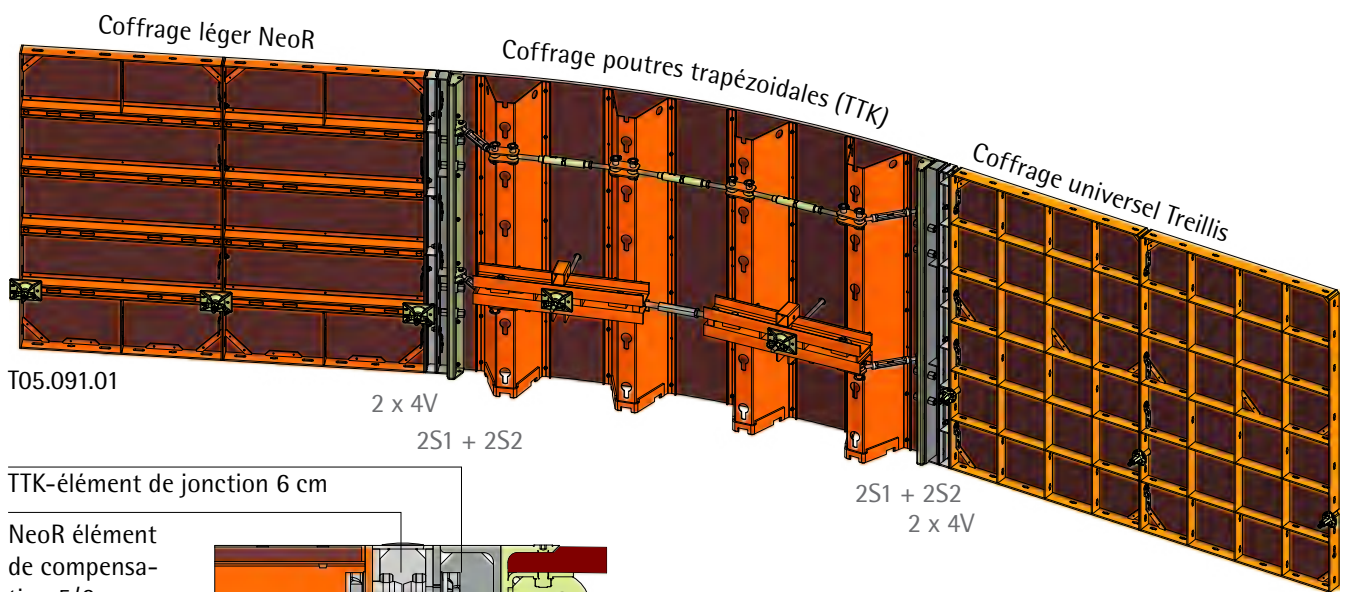 Coffrage léger NeoR
Coffrage poutres trapézoidales (TTK)
Coffrage universel Treillis
T05.091.01
2 x 4V
2S1 + 2S2
2S1 + 2S2
2 x 4V
TTK-élément de jonction 6 cm
NeoR élément
de compensa-